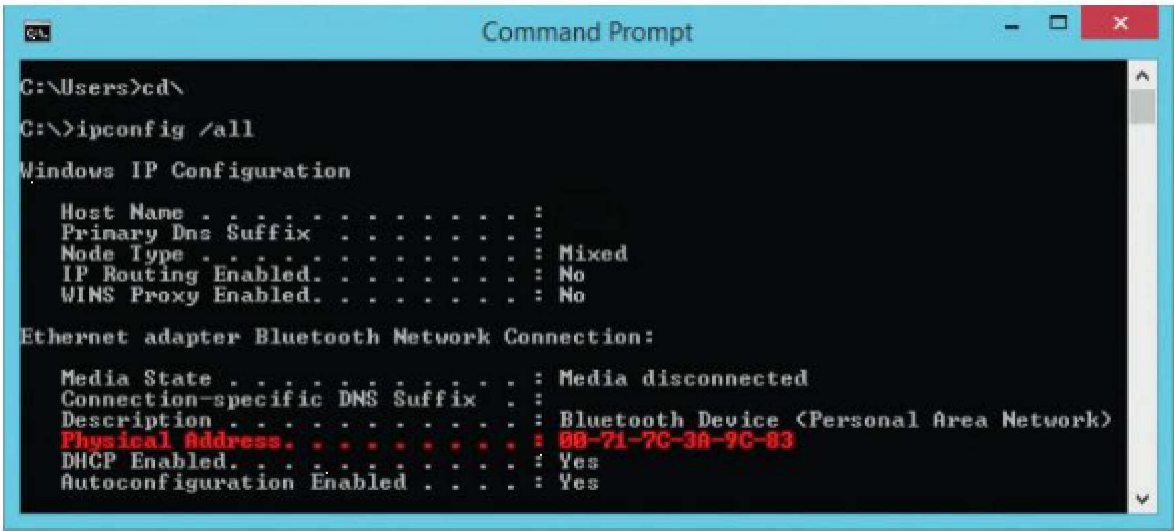 Command Prompt
C:\Users>cd\
C:\>ipconfig /all
Windows IP Configuration
Host Name . . . . . . . . . . . . :
Primary Dns Suffix . . . . . . . :
Node Type . . . . . . . . . . . . : Mixed
IP Routing Enabled. . . . . . . . : No
WINS Proxy Enabled. . . . . . . . : No
Ethernet adapter Bluetooth Network Connection:
Media State . . . . . . . . . . . : Media disconnected
Connection-specific DNS Suffix . :
Description . . . . . . . . . . . : Bluetooth Device (Personal Area Network)
Physical Address. . . . . . . . . : 00-71-7C-3A-9C-83
DHCP Enabled. . . . . . . . . . . : Yes
Autoconfiguration Enabled . . . . : Yes